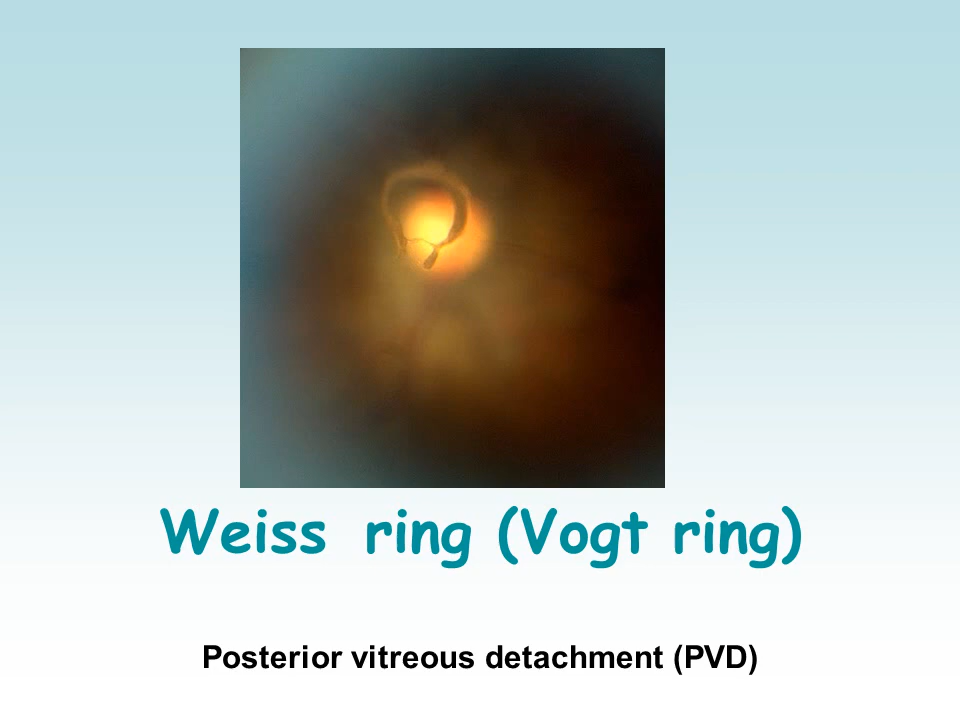 Weiss ring (Vogt ring)
Posterior vitreous detachment (PVD)